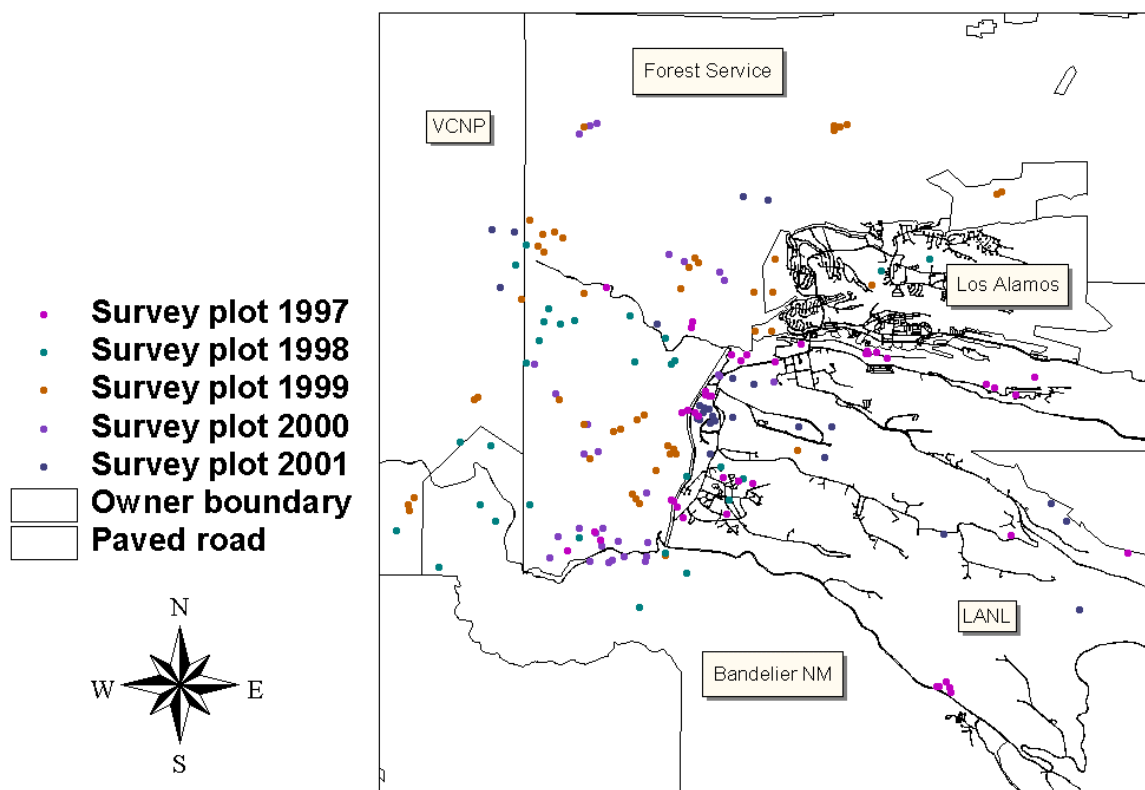 Forest Service
VCNP
Los Alamos
Survey plot 1997
Survey plot 1998
Survey plot 1999
Survey plot 2000
Survey plot 2001
Owner boundary
Paved road
N
W E
S
LANL
Bandelier NM